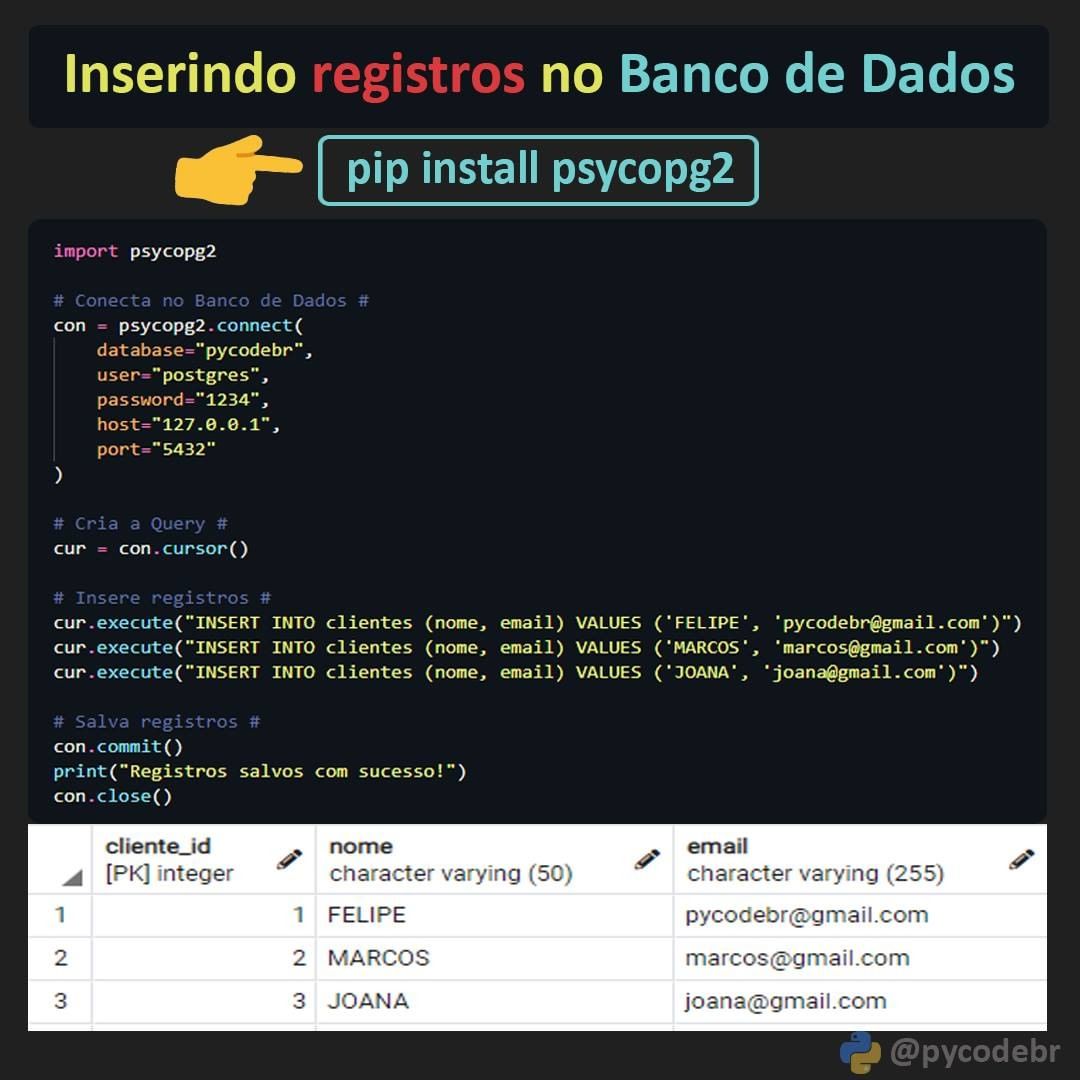 Inserindo registros no Banco de Dados
pip install psycopg2
import psycopg2
# Conecta no Banco de Dados #
con = psycopg2.connect(
    database="pycodebr",
    user="postgres",
    password="1234",
    host="127.0.0.1",
    port="5432"
)
# Cria a Query #
cur = con.cursor()
# Insere registros #
cur.execute("INSERT INTO clientes (nome, email) VALUES ('FELIPE', 'pycodebr@gmail.com')")
cur.execute("INSERT INTO clientes (nome, email) VALUES ('MARCOS', 'marcos@gmail.com')")
cur.execute("INSERT INTO clientes (nome, email) VALUES ('JOANA', 'joana@gmail.com')")
# Salva registros #
con.commit()
print("Registros salvos com sucesso!")
con.close()
cliente_id nome email
[PK] integer character varying (50) character varying (255)
1 1 FELIPE pycodebr@gmail.com
2 2 MARCOS marcos@gmail.com
3 3 JOANA joana@gmail.com
@pycodebr